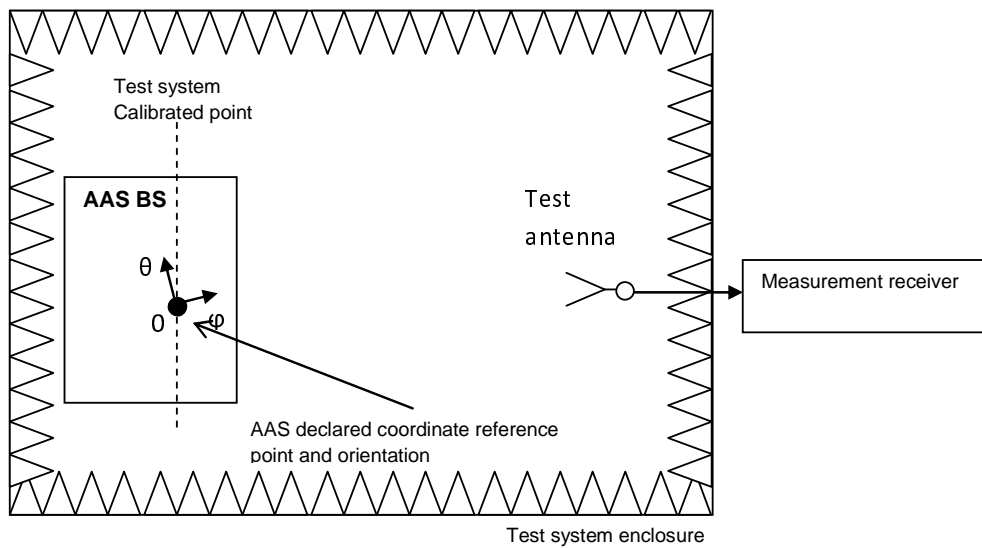 Test system
Calibrated point
AAS BS
Test
antenna
θ
0
φ
Measurement receiver
AAS declared coordinate reference
point and orientation
Test system enclosure